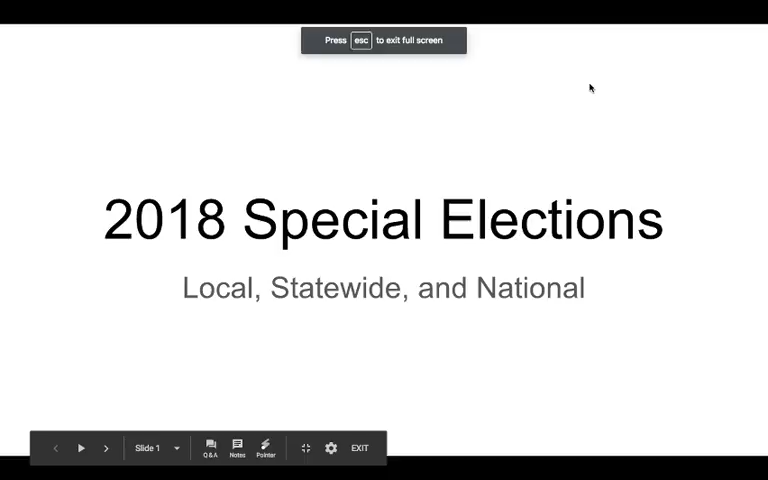 Press esc to exit full screen
2018 Special Elections
Local, Statewide, and National
Slide 1
Q&A
Notes
Pointer
EXIT